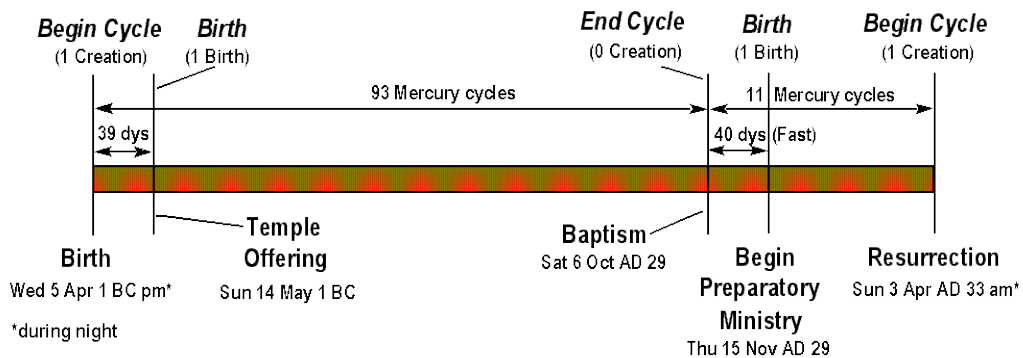 Begin Cycle
(1 Creation)
Birth
(1 Birth)
End Cycle
(0 Creation)
Birth
(1 Birth)
Begin Cycle
(1 Creation)
93 Mercury cycles
11 Mercury cycles
39 dys
40 dys (Fast)
Birth
Wed 5 Apr 1 BC pm*
*during night
Temple
Offering
Sun 14 May 1 BC
Baptism
Sat 6 Oct AD 29
Begin
Preparatory
Ministry
Thu 15 Nov AD 29
Resurrection
Sun 3 Apr AD 33 am*